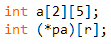 int a[2][5];
int (*pa)[r];